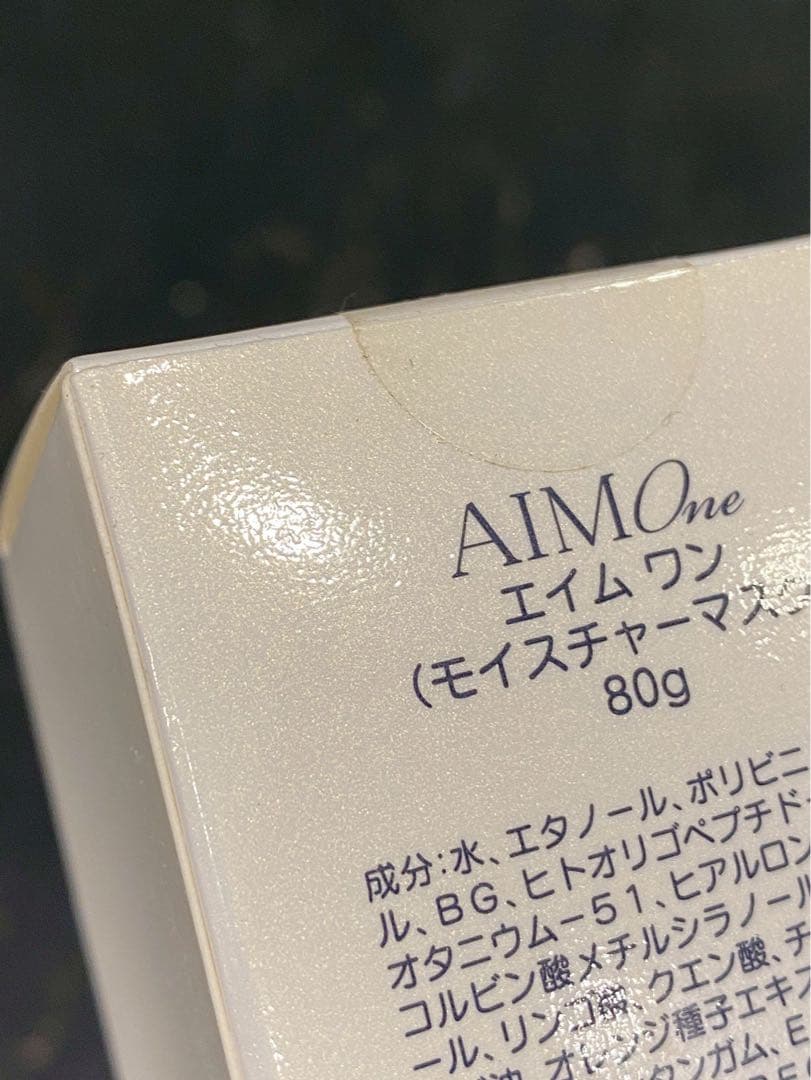 AIMOne
エイム ワン
(モイスチャーマス
80g
成分:水、エタノール、ポリビニ
ル、BG、ヒトオリゴペプチド
オタニウム-51、ヒアルロン
コルビン酸メチルシラノール
ール、リンゴ酸、クエン酸、チ
オレンジ種子エキス
タンガム、E